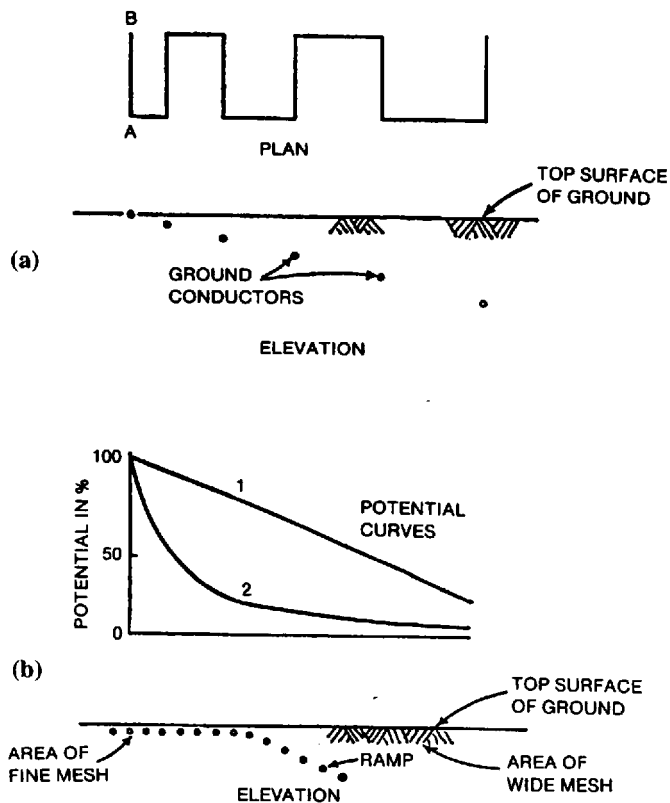 B
A
PLAN
TOP SURFACE
OF GROUND
(a)
GROUND
CONDUCTORS
ELEVATION
100
50
0
POTENTIAL IN %
1
2
POTENTIAL
CURVES
(b)
TOP SURFACE
OF GROUND
AREA OF
FINE MESH
RAMP
AREA OF
WIDE MESH
ELEVATION